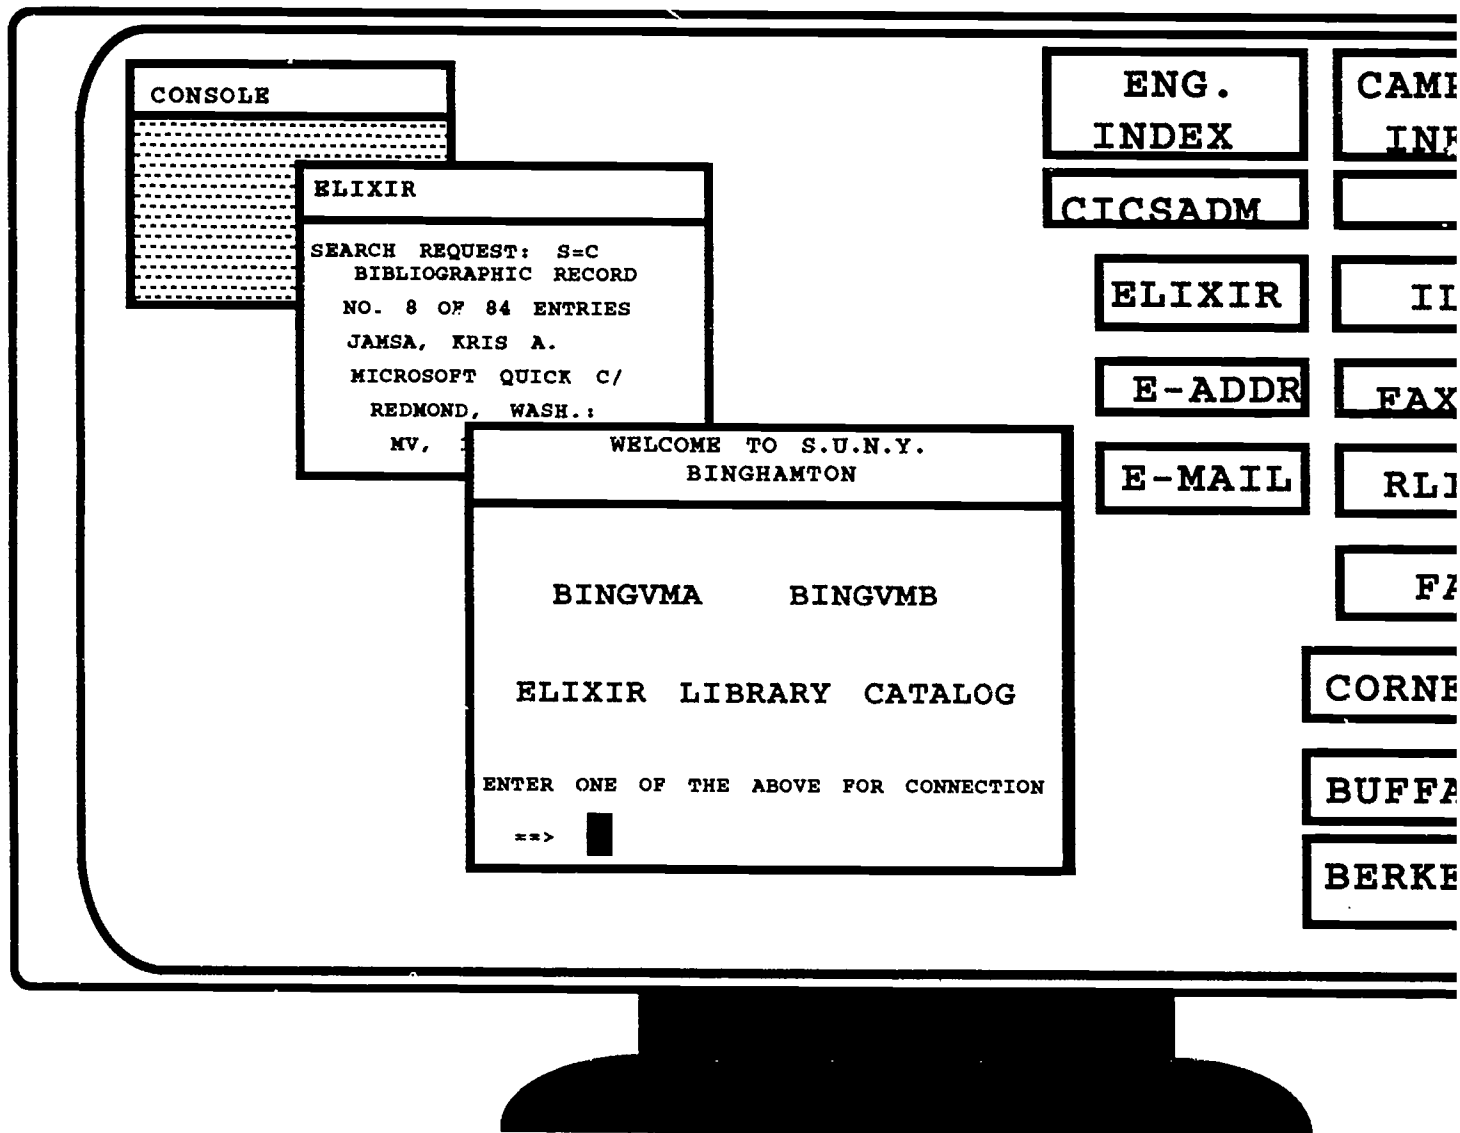 CONSOLE
ELIXIR
SEARCH REQUEST: S=C
BIBLIOGRAPHIC RECORD
NO. 8 OF 84 ENTRIES
JAMSA, KRIS A.
MICROSOFT QUICK C/
REDMOND, WASH.:
MV, 1
WELCOME TO S.U.N.Y.
BINGHAMTON
BINGVMA BINGVMB
ELIXIR LIBRARY CATALOG
ENTER ONE OF THE ABOVE FOR CONNECTION
==>
ENG.
INDEX
CICSADM
ELIXIR
E-ADDR
E-MAIL
FAX